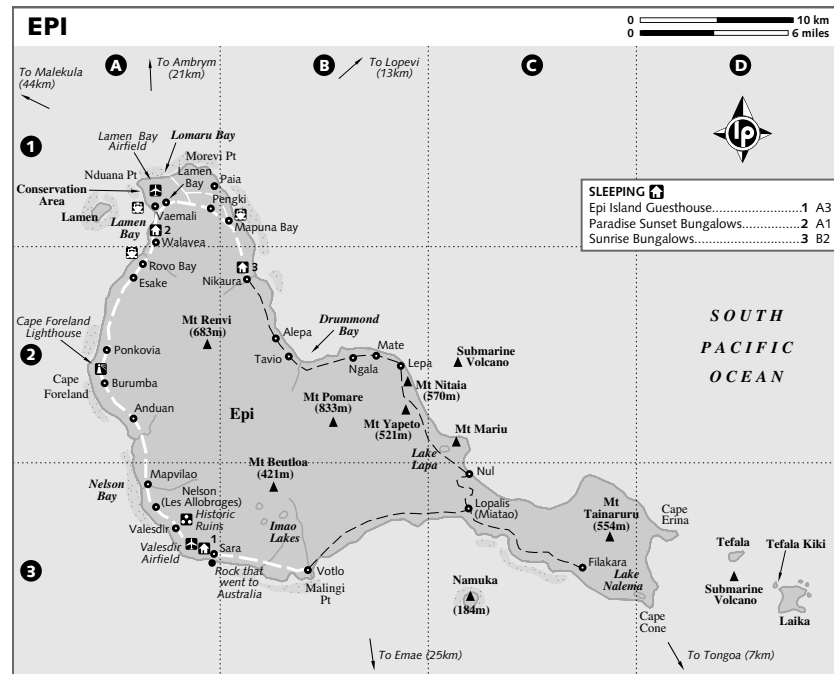 EPI
0 10 km
0 6 miles
A
B
C
D
To Malekula
(44km)
To Ambrym
(21km)
To Lopevi
(13km)
1
Lamen Bay
Airfield
Lomaru Bay
Morevi Pt
Nduana Pt
Lamen
Bay
Paia
Conservation
Area
Pengki
Lamen
Vaemali
Mapuna Bay
Lamen
Bay
2
Walavea
lp
SLEEPING
Epi Island Guesthouse 1 A3
Paradise Sunset Bungalows 2 A1
Sunrise Bungalows 3 B2
Rovo Bay
3
Esake
Nikaura
Cape Foreland
Lighthouse
Mt Renvi
(683m)
Drummond
Bay
Alepa
SOUTH
PACIFIC
OCEAN
2
Ponkovia
Tavio
Mate
Ngala
Lepa
Submarine
Volcano
Cape
Foreland
Burumba
Mt Nitaia
(570m)
Mt Pomare
(833m)
Mt Yapeto
(521m)
Anduan
Epi
Mt Mariu
Lake
Lapa
Mt Beutloa
(421m)
Nul
Nelson
Bay
Mapvilao
Nelson
(Les Allobroges)
Historic
Ruins
Lopalis
(Miatao)
Mt
Tainaruru
(554m)
Cape
Erina
Valesdir
Imao
Lakes
Valesdir
Airfield
1
Sara
Tefala
Tefala Kiki
3
Rock that
went to
Australia
Votlo
Malingi
Pt
Filakara
Lake
Nalema
Namuka
(184m)
Submarine
Volcano
Laika
Cape
Cone
To Emae (25km)
To Tongoa (7km)